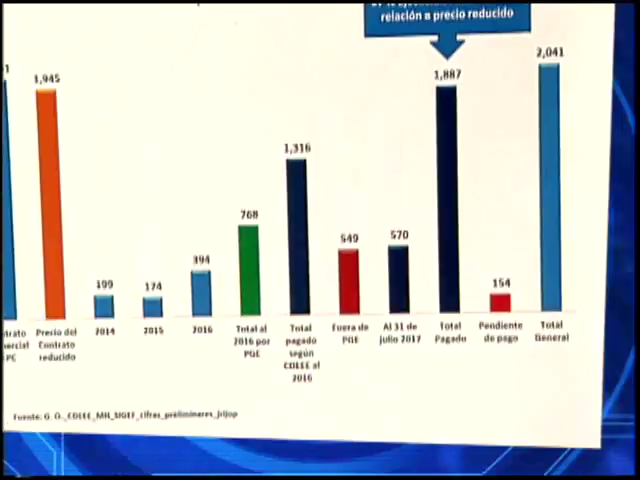 relación a precio reducido
1
1,945
199
174
394
768
1,316
549
570
1,887
154
2,041
Precio del
Contrato
reducido
2014
2015
2016
Total al
2016 por
PGE
Total
pagado
según
CDEEE al
2016
Fuera de
PGE
Al 31 de
julio 2017
Total
Pagado
Pendiente
de pago
Total
General
PC